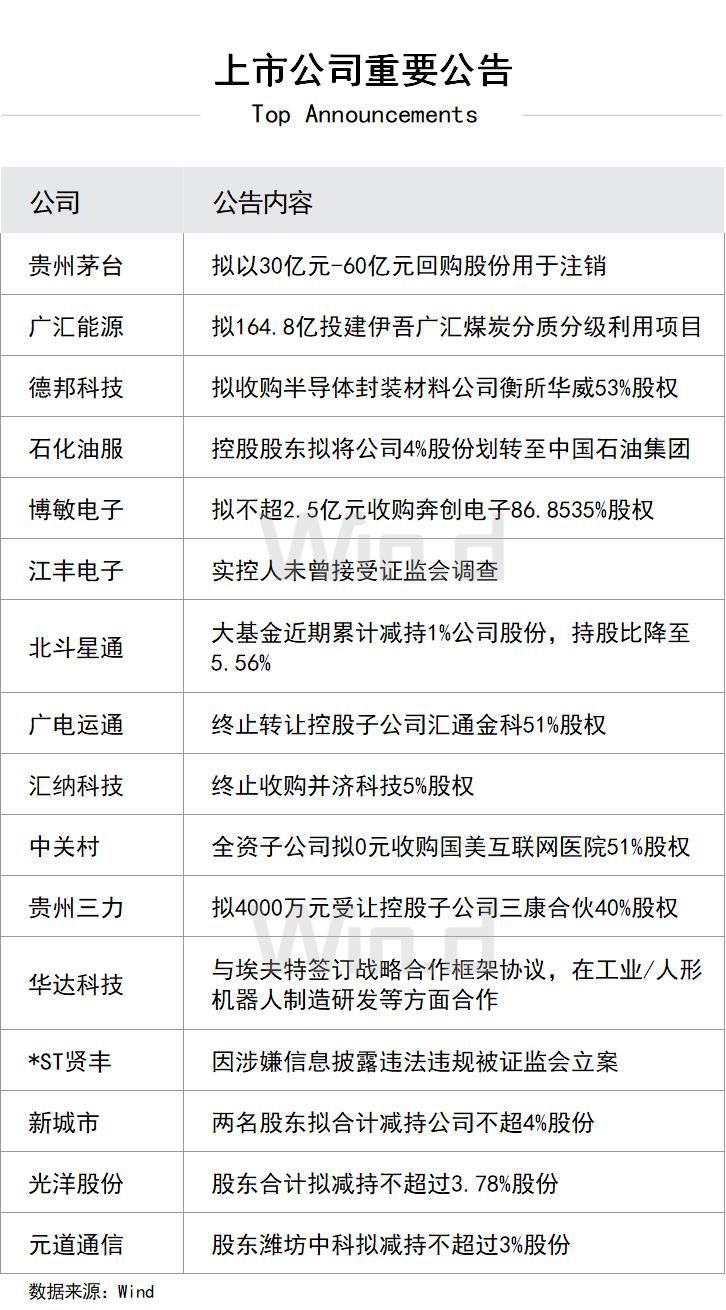 上市公司重要公告
Top Announcements
公司 公告内容
贵州茅台 拟以30亿元-60亿元回购股份用于注销
广汇能源 拟164.8亿投建伊吾广汇煤炭分质分级利用项目
德邦科技 拟收购半导体封装材料公司衡所华威53%股权
石化油服 控股股东拟将公司4%股份划转至中国石油集团
博敏电子 拟不超2.5亿元收购奔创电子86.8535%股权
Win.d
江丰电子 实控人未曾接受证监会调查
北斗星通 大基金近期累计减持1%公司股份，持股比降至
5.56%
广电运通 终止转让控股子公司汇通金科51%股权
汇纳科技 终止收购并济科技5%股权
中关村 全资子公司拟0元收购国美互联网医院51%股权
贵州三力 拟4000万元受让控股子公司三康合伙40%股权
Win.d
华达科技 与埃夫特签订战略合作框架协议，在工业/人形
机器人制造研发等方面合作
*ST贤丰 因涉嫌信息披露违法违规被证监会立案
新城市 两名股东拟合计减持公司不超4%股份
光洋股份 股东合计拟减持不超过3.78%股份
元道通信 股东潍坊中科拟减持不超过3%股份
数据来源：Wind